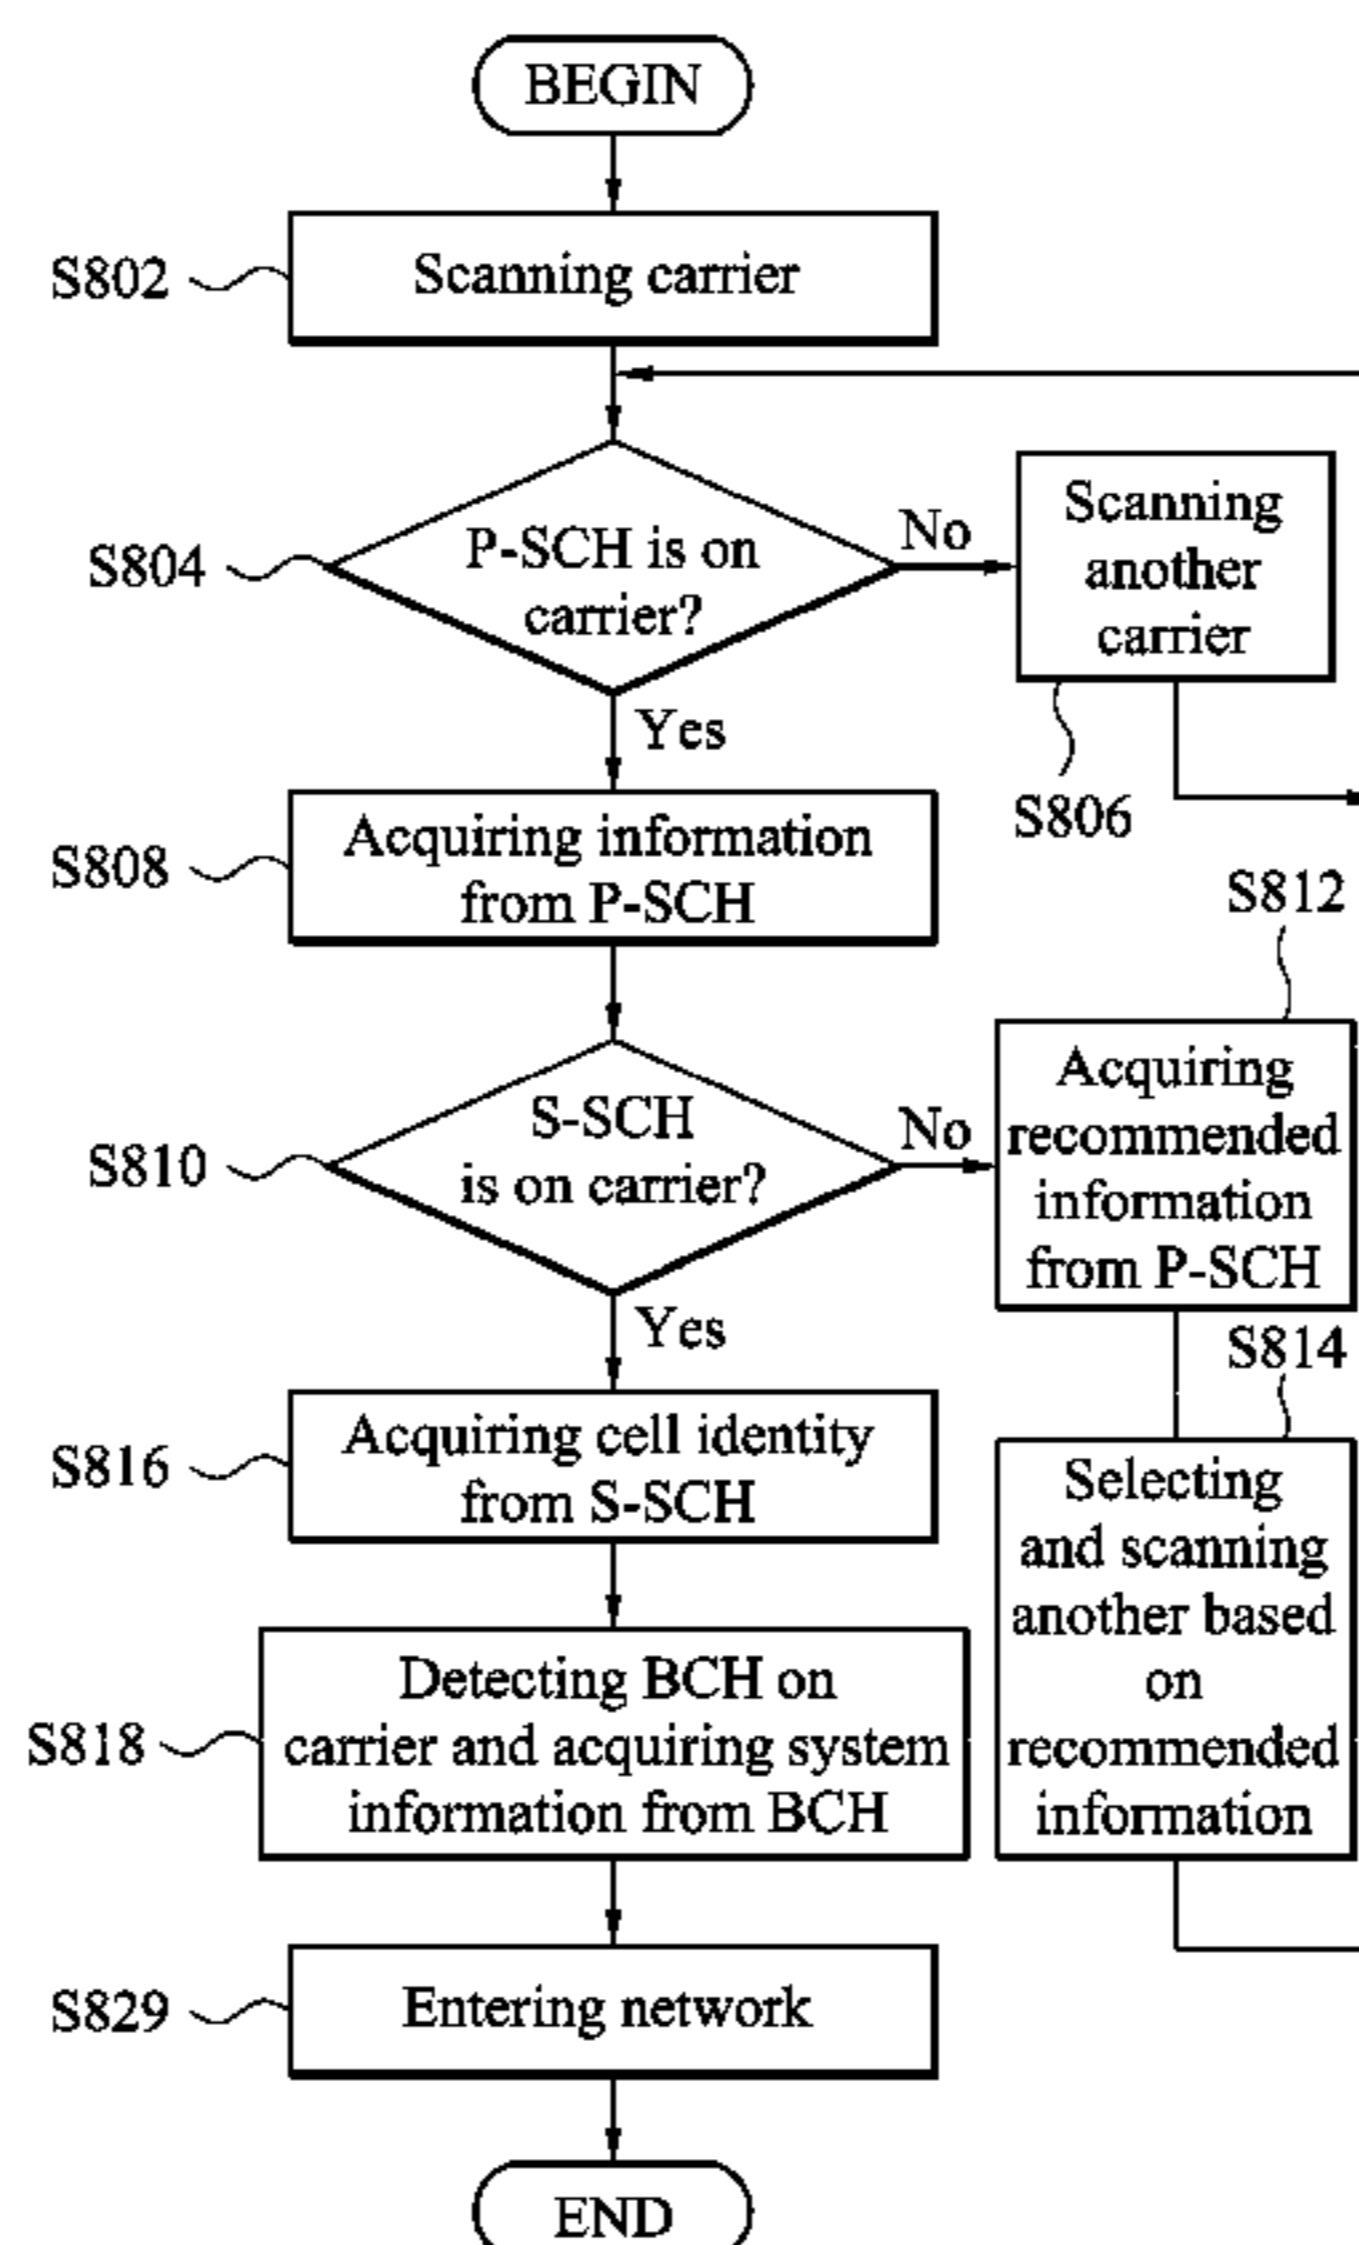 BEGIN
S802
Scanning carrier
S804
P-SCH is on
carrier?
No
Scanning
another
carrier
S806
Yes
S808
Acquiring information
from P-SCH
S810
S-SCH
is on carrier?
No
S812
Acquiring
recommended
information
from P-SCH
S814
Selecting
and scanning
another based
on
recommended
information
Yes
S816
Acquiring cell identity
from S-SCH
S818
Detecting BCH on
carrier and acquiring system
information from BCH
S829
Entering network
END